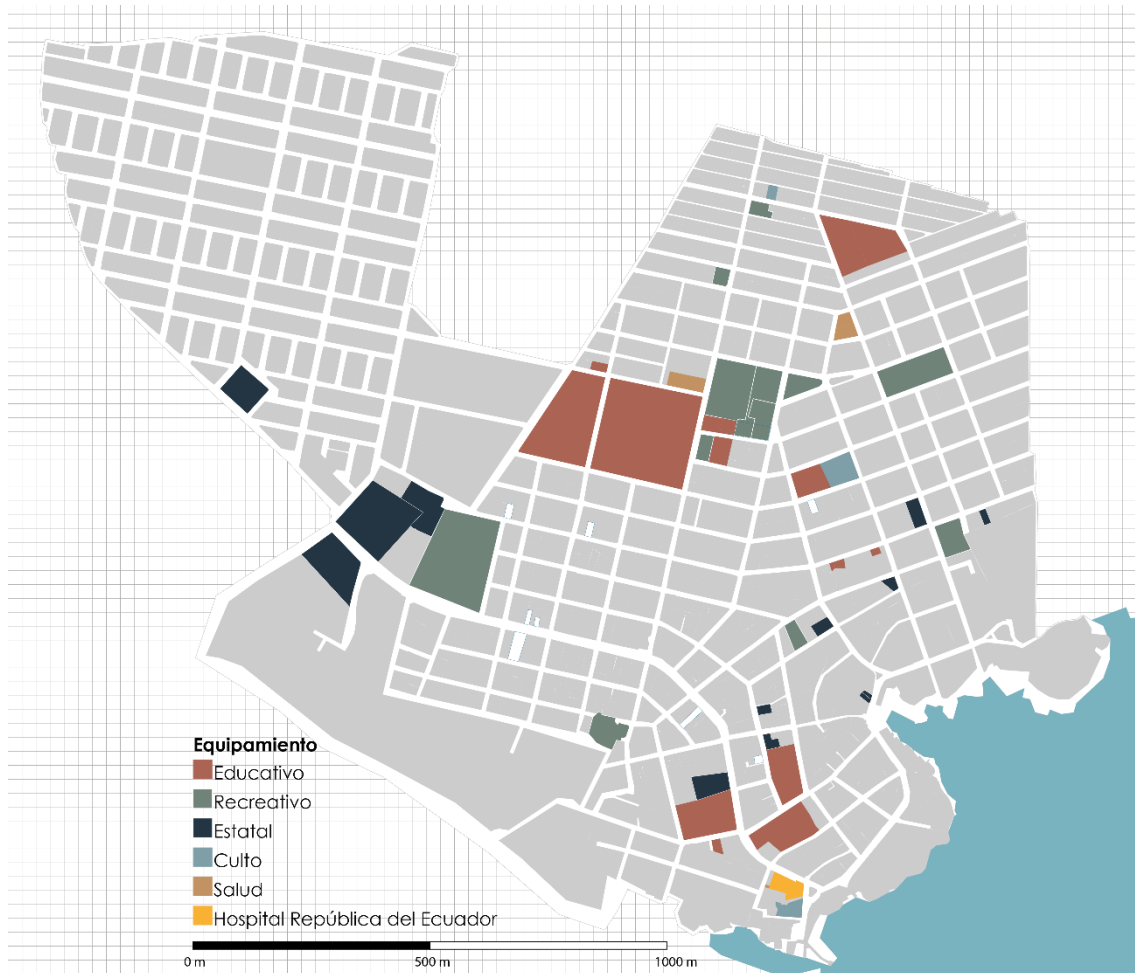 Equipamiento
Educativo
Recreativo
Estatal
Culto
Salud
Hospital República del Ecuador
0 m 500 m 1000 m